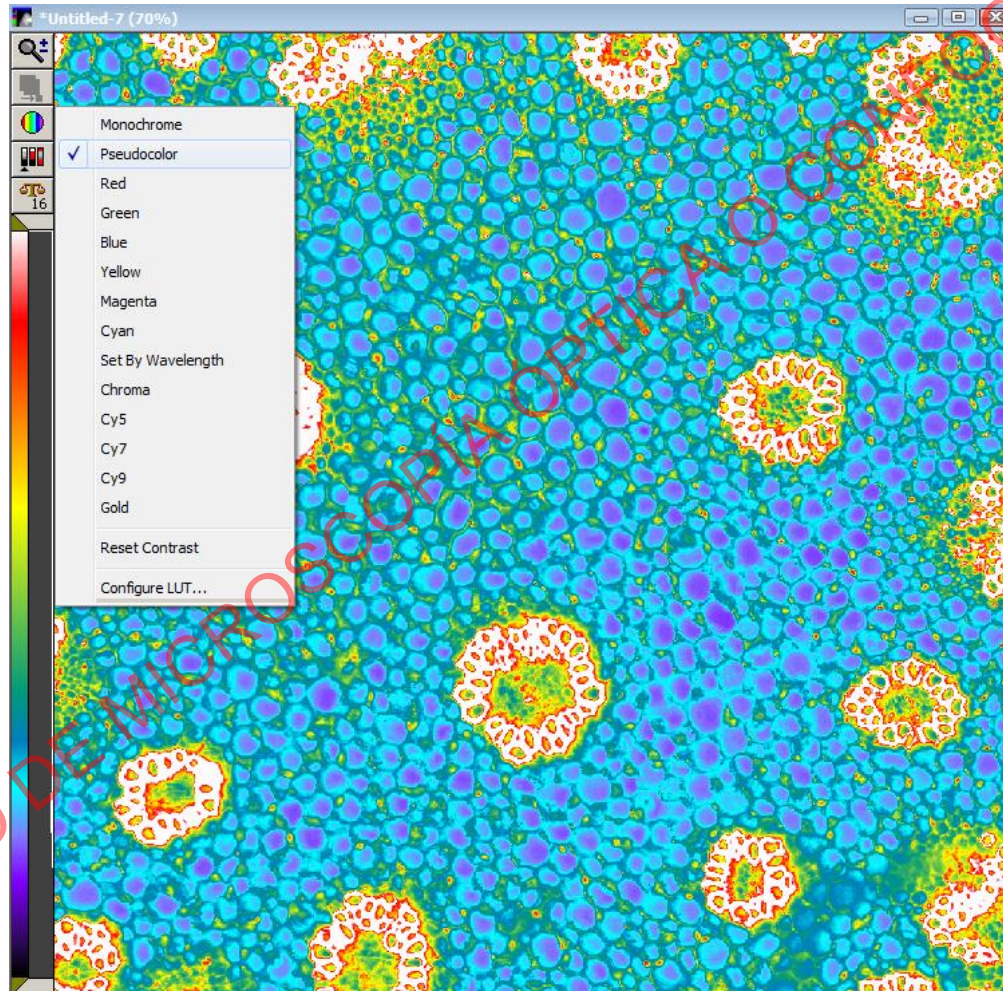 *Untitled-7 (70%)
16
Monochrome
Pseudocolor
Red
Green
Blue
Yellow
Magenta
Cyan
Set By Wavelength
Chroma
Cy5
Cy7
Cy9
Gold
Reset Contrast
Configure LUT...
DE MICROSCOPIA OPTICA O CONFOC